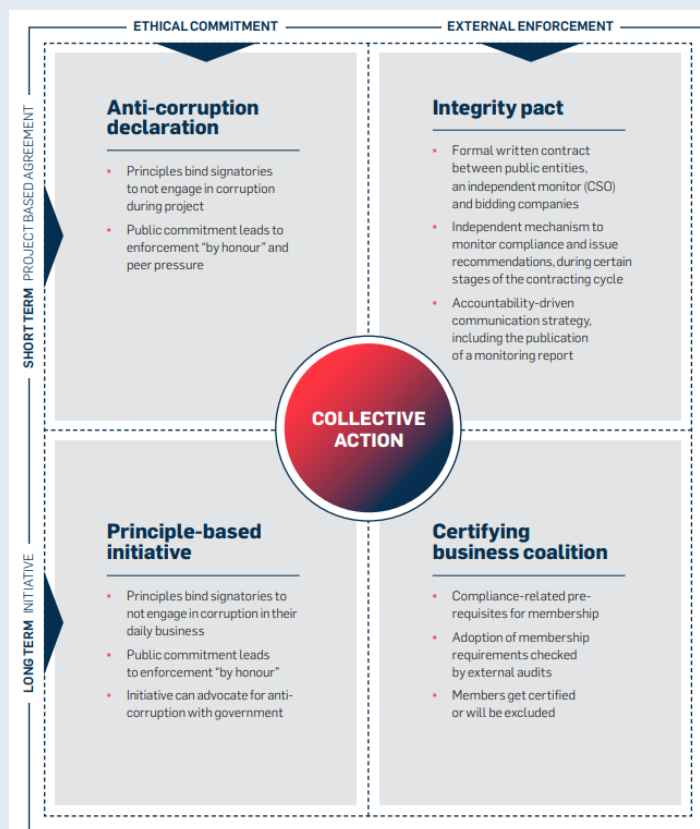 ETHICAL COMMITMENT
EXTERNAL ENFORCEMENT
SHORT TERM PROJECT BASED AGREEMENT
Anti-corruption
declaration
Principles bind signatories
to not engage in corruption
during project
Public commitment leads to
enforcement “by honour” and
peer pressure
Integrity pact
Formal written contract
between public entities,
an independent monitor (CSO)
and bidding companies
Independent mechanism to
monitor compliance and issue
recommendations, during certain
stages of the contracting cycle
Accountability-driven
communication strategy,
including the publication
of a monitoring report
COLLECTIVE
ACTION
LONG TERM INITIATIVE
Principle-based
initiative
Principles bind signatories to
not engage in corruption in their
daily business
Public commitment leads
to enforcement “by honour”
Initiative can advocate for anti-
corruption with government
Certifying
business coalition
Compliance-related pre-
requisites for membership
Adoption of membership
requirements checked
by external audits
Members get certified
or will be excluded